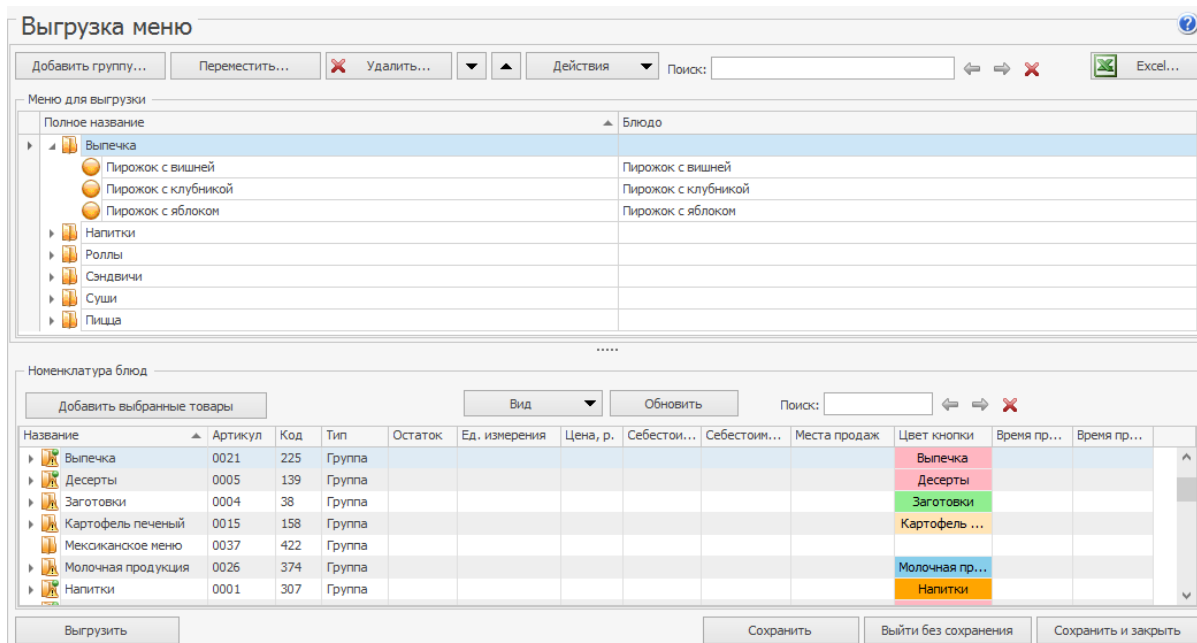 Выгрузка меню
Добавить группу... Переместить... Удалить... Действия Поиск: Excel...
Меню для выгрузки
Полное название Блюдо
Выпечка
Пирожок с вишней Пирожок с вишней
Пирожок с клубникой Пирожок с клубникой
Пирожок с яблоком Пирожок с яблоком
Напитки
Роллы
Сэндвичи
Суши
Пицца
Номенклатура блюд
Добавить выбранные товары Вид Обновить Поиск:
Название Артикул Код Тип Остаток Ед. измерения Цена, р. Себестои... Себестоим... Места продаж Цвет кнопки Время пр... Время пр...
Выпечка 0021 225 Группа Выпечка
Десерты 0005 139 Группа Десерты
Заготовки 0004 38 Группа Заготовки
Картофель печеный 0015 158 Группа Картофель ...
Мексиканское меню 0037 422 Группа
Молочная продукция 0026 374 Группа Молочная пр...
Напитки 0001 307 Группа Напитки
Выгрузить Сохранить Выйти без сохранения Сохранить и закрыть